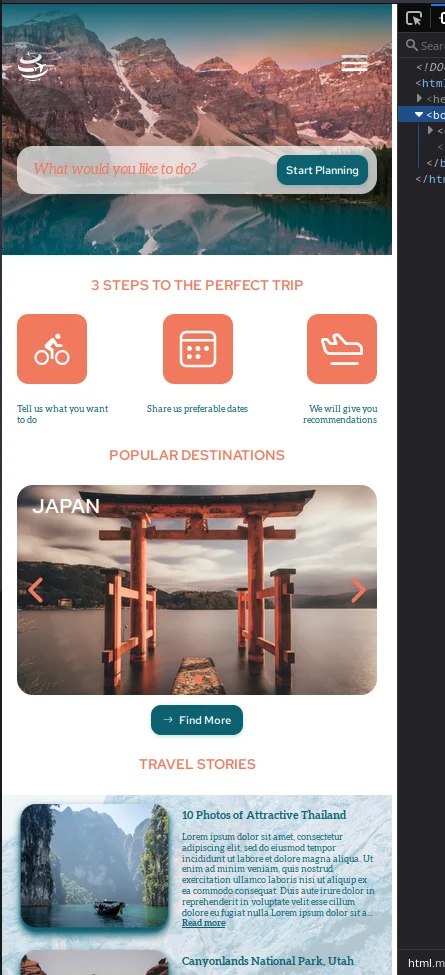 What would you like to do?
Start Planning
3 STEPS TO THE PERFECT TRIP
Tell us what you want
to do
Share us preferable dates
We will give you
recommendations
POPULAR DESTINATIONS
JAPAN
→ Find More
TRAVEL STORIES
10 Photos of Attractive Thailand
Lorem ipsum dolor sit amet, consectetur
adipiscing elit, sed do eiusmod tempor
incididunt ut labore et dolore magna aliqua. Ut
enim ad minim veniam, quis nostrud
exercitation ullamco laboris nisi ut aliquip ex
ea commodo consequat. Duis aute irure dolor in
reprehenderit in voluptate velit esse cillum
dolore eu fugiat nulla.Lorem ipsum dolor sit a...
Read more
Canyonlands National Park, Utah
Sear
<!DO
<html
<he
<bo
<
<
</b
</html
html.m